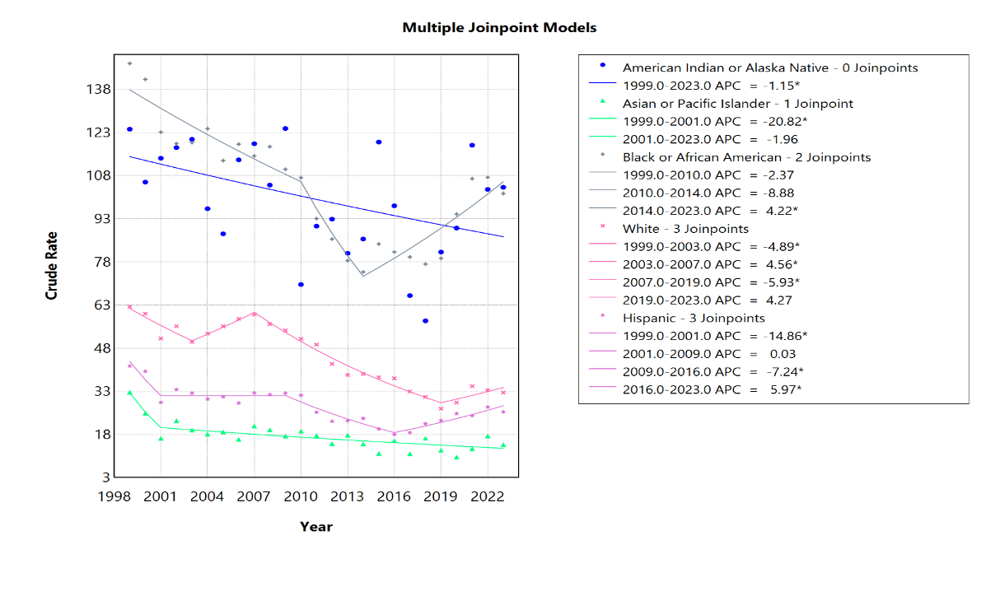 Multiple Joinpoint Models
138
123
108
93
78
63
48
33
18
3
Crude Rate
1998 2001 2004 2007 2010 2013 2016 2019 2022
Year
American Indian or Alaska Native - 0 Joinpoints
1999.0-2023.0 APC = -1.15*
Asian or Pacific Islander - 1 Joinpoint
1999.0-2001.0 APC = -20.82*
2001.0-2023.0 APC = -1.96
Black or African American - 2 Joinpoints
1999.0-2010.0 APC = -2.37
2010.0-2014.0 APC = -8.88
2014.0-2023.0 APC = 4.22*
White - 3 Joinpoints
1999.0-2003.0 APC = -4.89*
2003.0-2007.0 APC = 4.56*
2007.0-2019.0 APC = -5.93*
2019.0-2023.0 APC = 4.27
Hispanic - 3 Joinpoints
1999.0-2001.0 APC = -14.86*
2001.0-2009.0 APC = 0.03
2009.0-2016.0 APC = -7.24*
2016.0-2023.0 APC = 5.97*